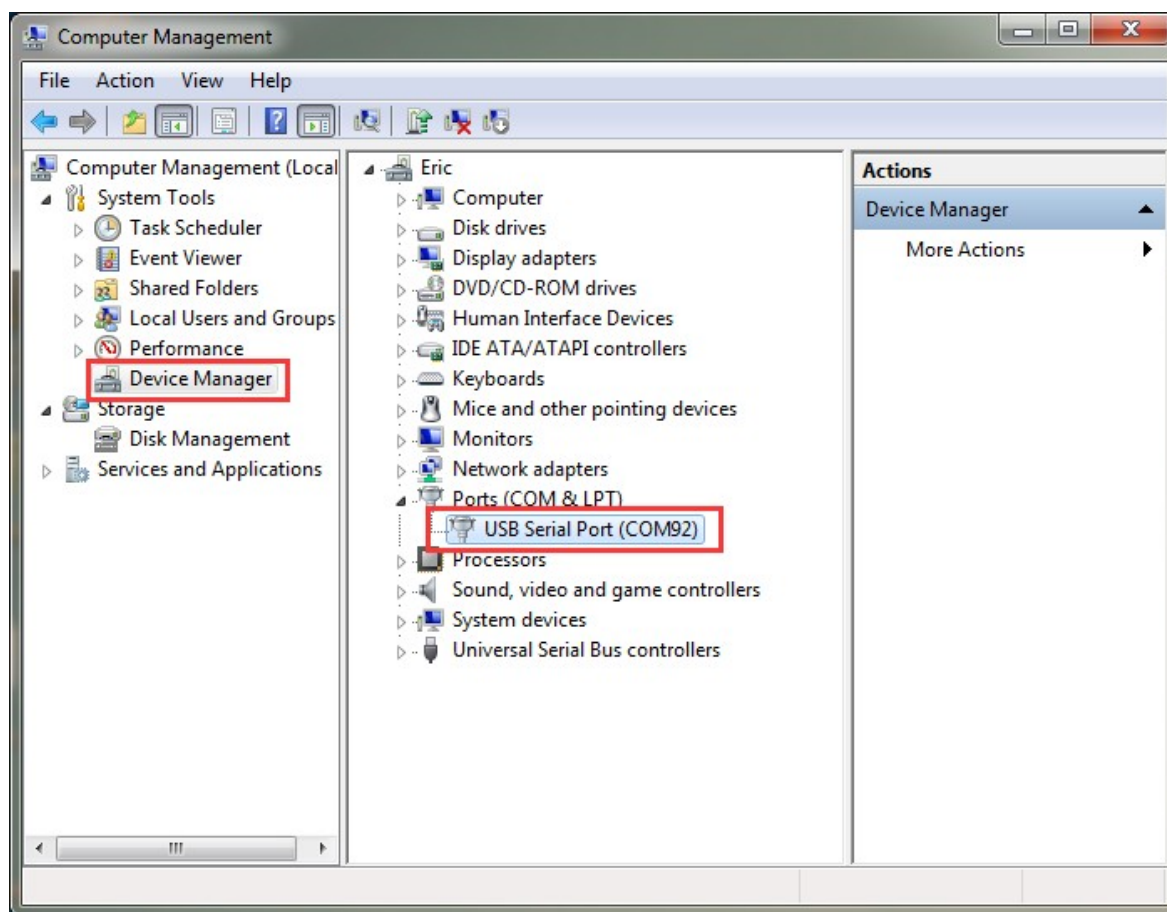 Computer Management
File Action View Help
Computer Management (Local
System Tools
Task Scheduler
Event Viewer
Shared Folders
Local Users and Groups
Performance
Device Manager
Storage
Disk Management
Services and Applications
Eric
Computer
Disk drives
Display adapters
DVD/CD-ROM drives
Human Interface Devices
IDE ATA/ATAPI controllers
Keyboards
Mice and other pointing devices
Monitors
Network adapters
Ports (COM & LPT)
USB Serial Port (COM92)
Processors
Sound, video and game controllers
System devices
Universal Serial Bus controllers
Actions
Device Manager
More Actions